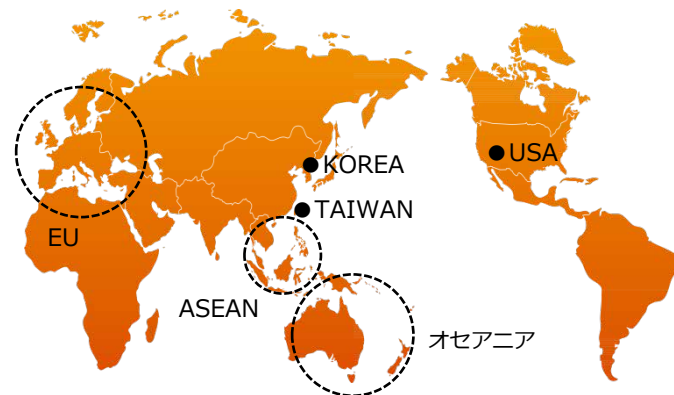 KOREA
USA
TAIWAN
EU
ASEAN
オセアニア